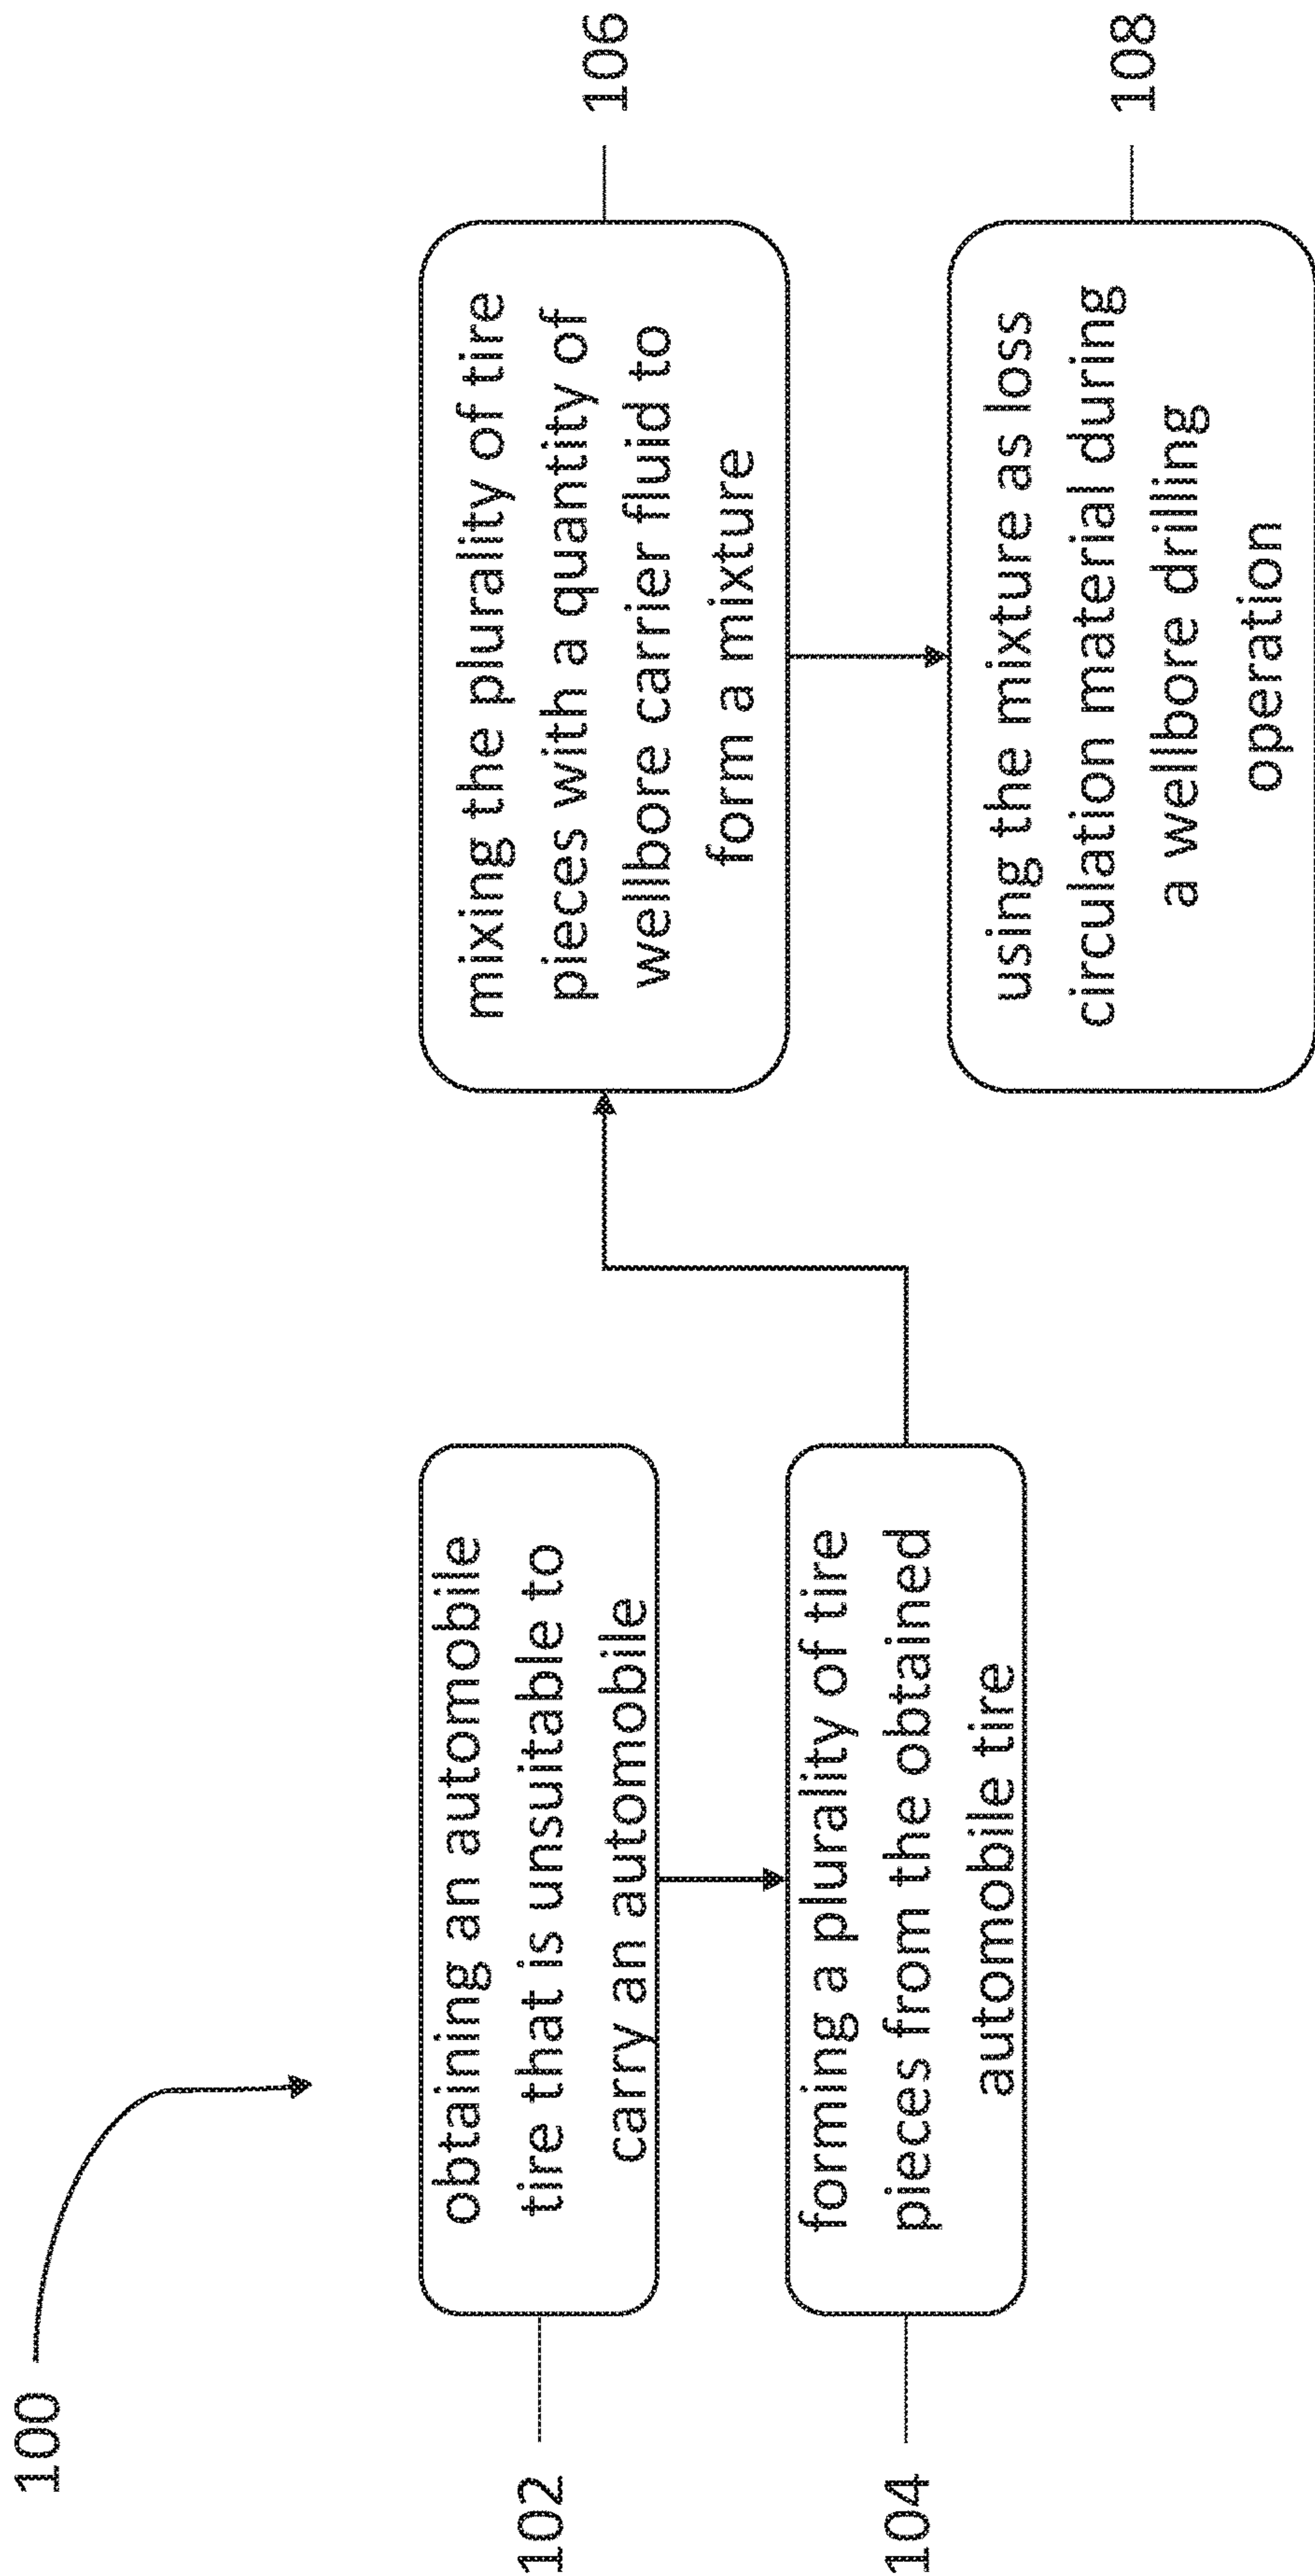 100
102
obtaining an automobile
tire that is unsuitable to
carry an automobile
104
forming a plurality of tire
pieces from the obtained
automobile tire
mixing the plurality of tire
pieces with a quantity of
wellbore carrier fluid to
form a mixture
106
using the mixture as loss
circulation material during
a wellbore drilling
operation
108